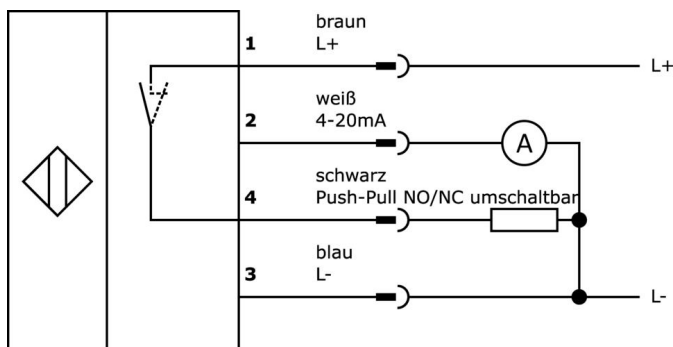 braun
1 L+
L+
weiß
2 4-20mA
A
schwarz
4 Push-Pull NO/NC umschaltbar
blau
3 L-
L-